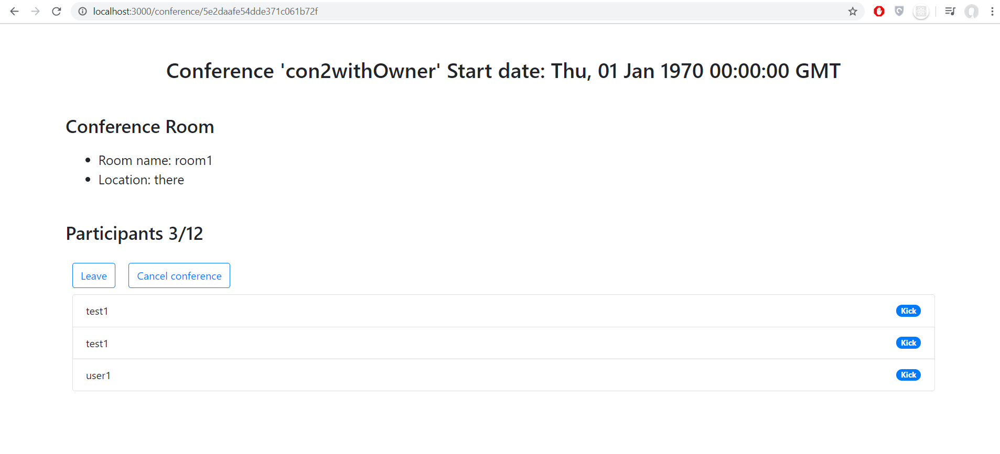 localhost:3000/conference/5e2daafe54dde371c061b72f
Conference 'con2withOwner' Start date: Thu, 01 Jan 1970 00:00:00 GMT
Conference Room
Room name: room1
Location: there
Participants 3/12
Leave Cancel conference
test1 Kick
test1 Kick
user1 Kick